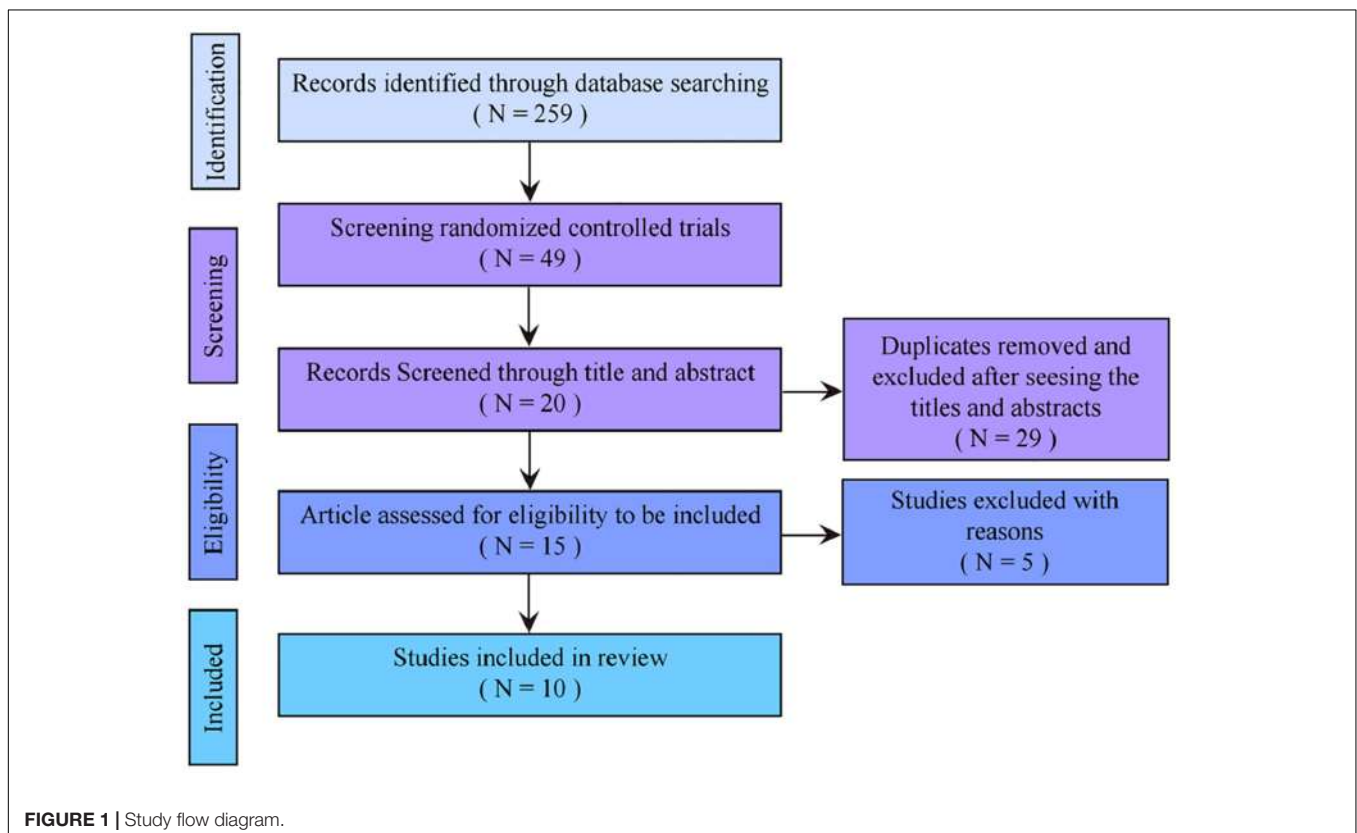 Identification
Records identified through database searching
( N = 259 )
Screening
Screening randomized controlled trials
( N = 49 )
Records Screened through title and abstract
( N = 20 )
Duplicates removed and
excluded after seesing the
titles and abstracts
( N = 29 )
Eligibility
Article assessed for eligibility to be included
( N = 15 )
Studies excluded with
reasons
( N = 5 )
Included
Studies included in review
( N = 10 )
FIGURE 1 | Study flow diagram.